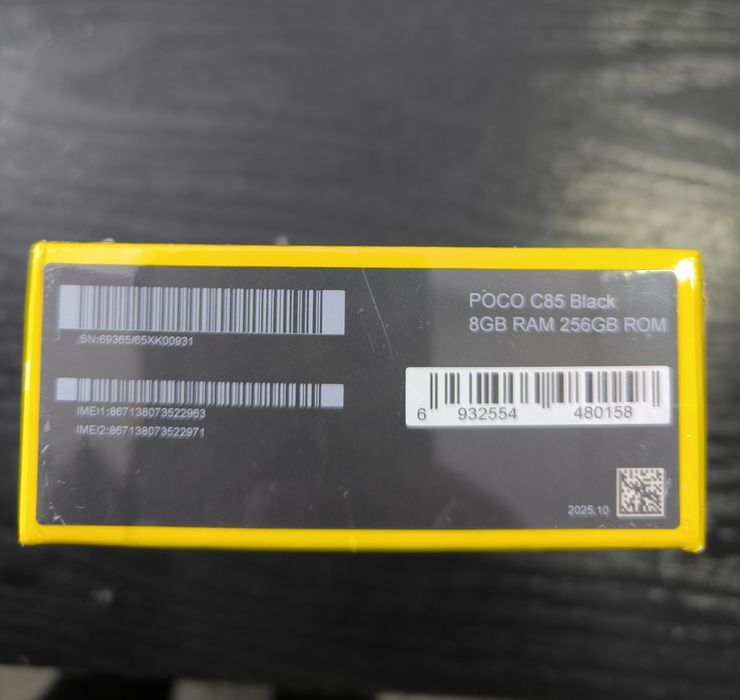 SN:69365/65XK00931
IMEI1:867138073522963
IMEI2:867138073522971
POCO C85 Black
8GB RAM 256GB ROM
6 932554 480158
2025.10